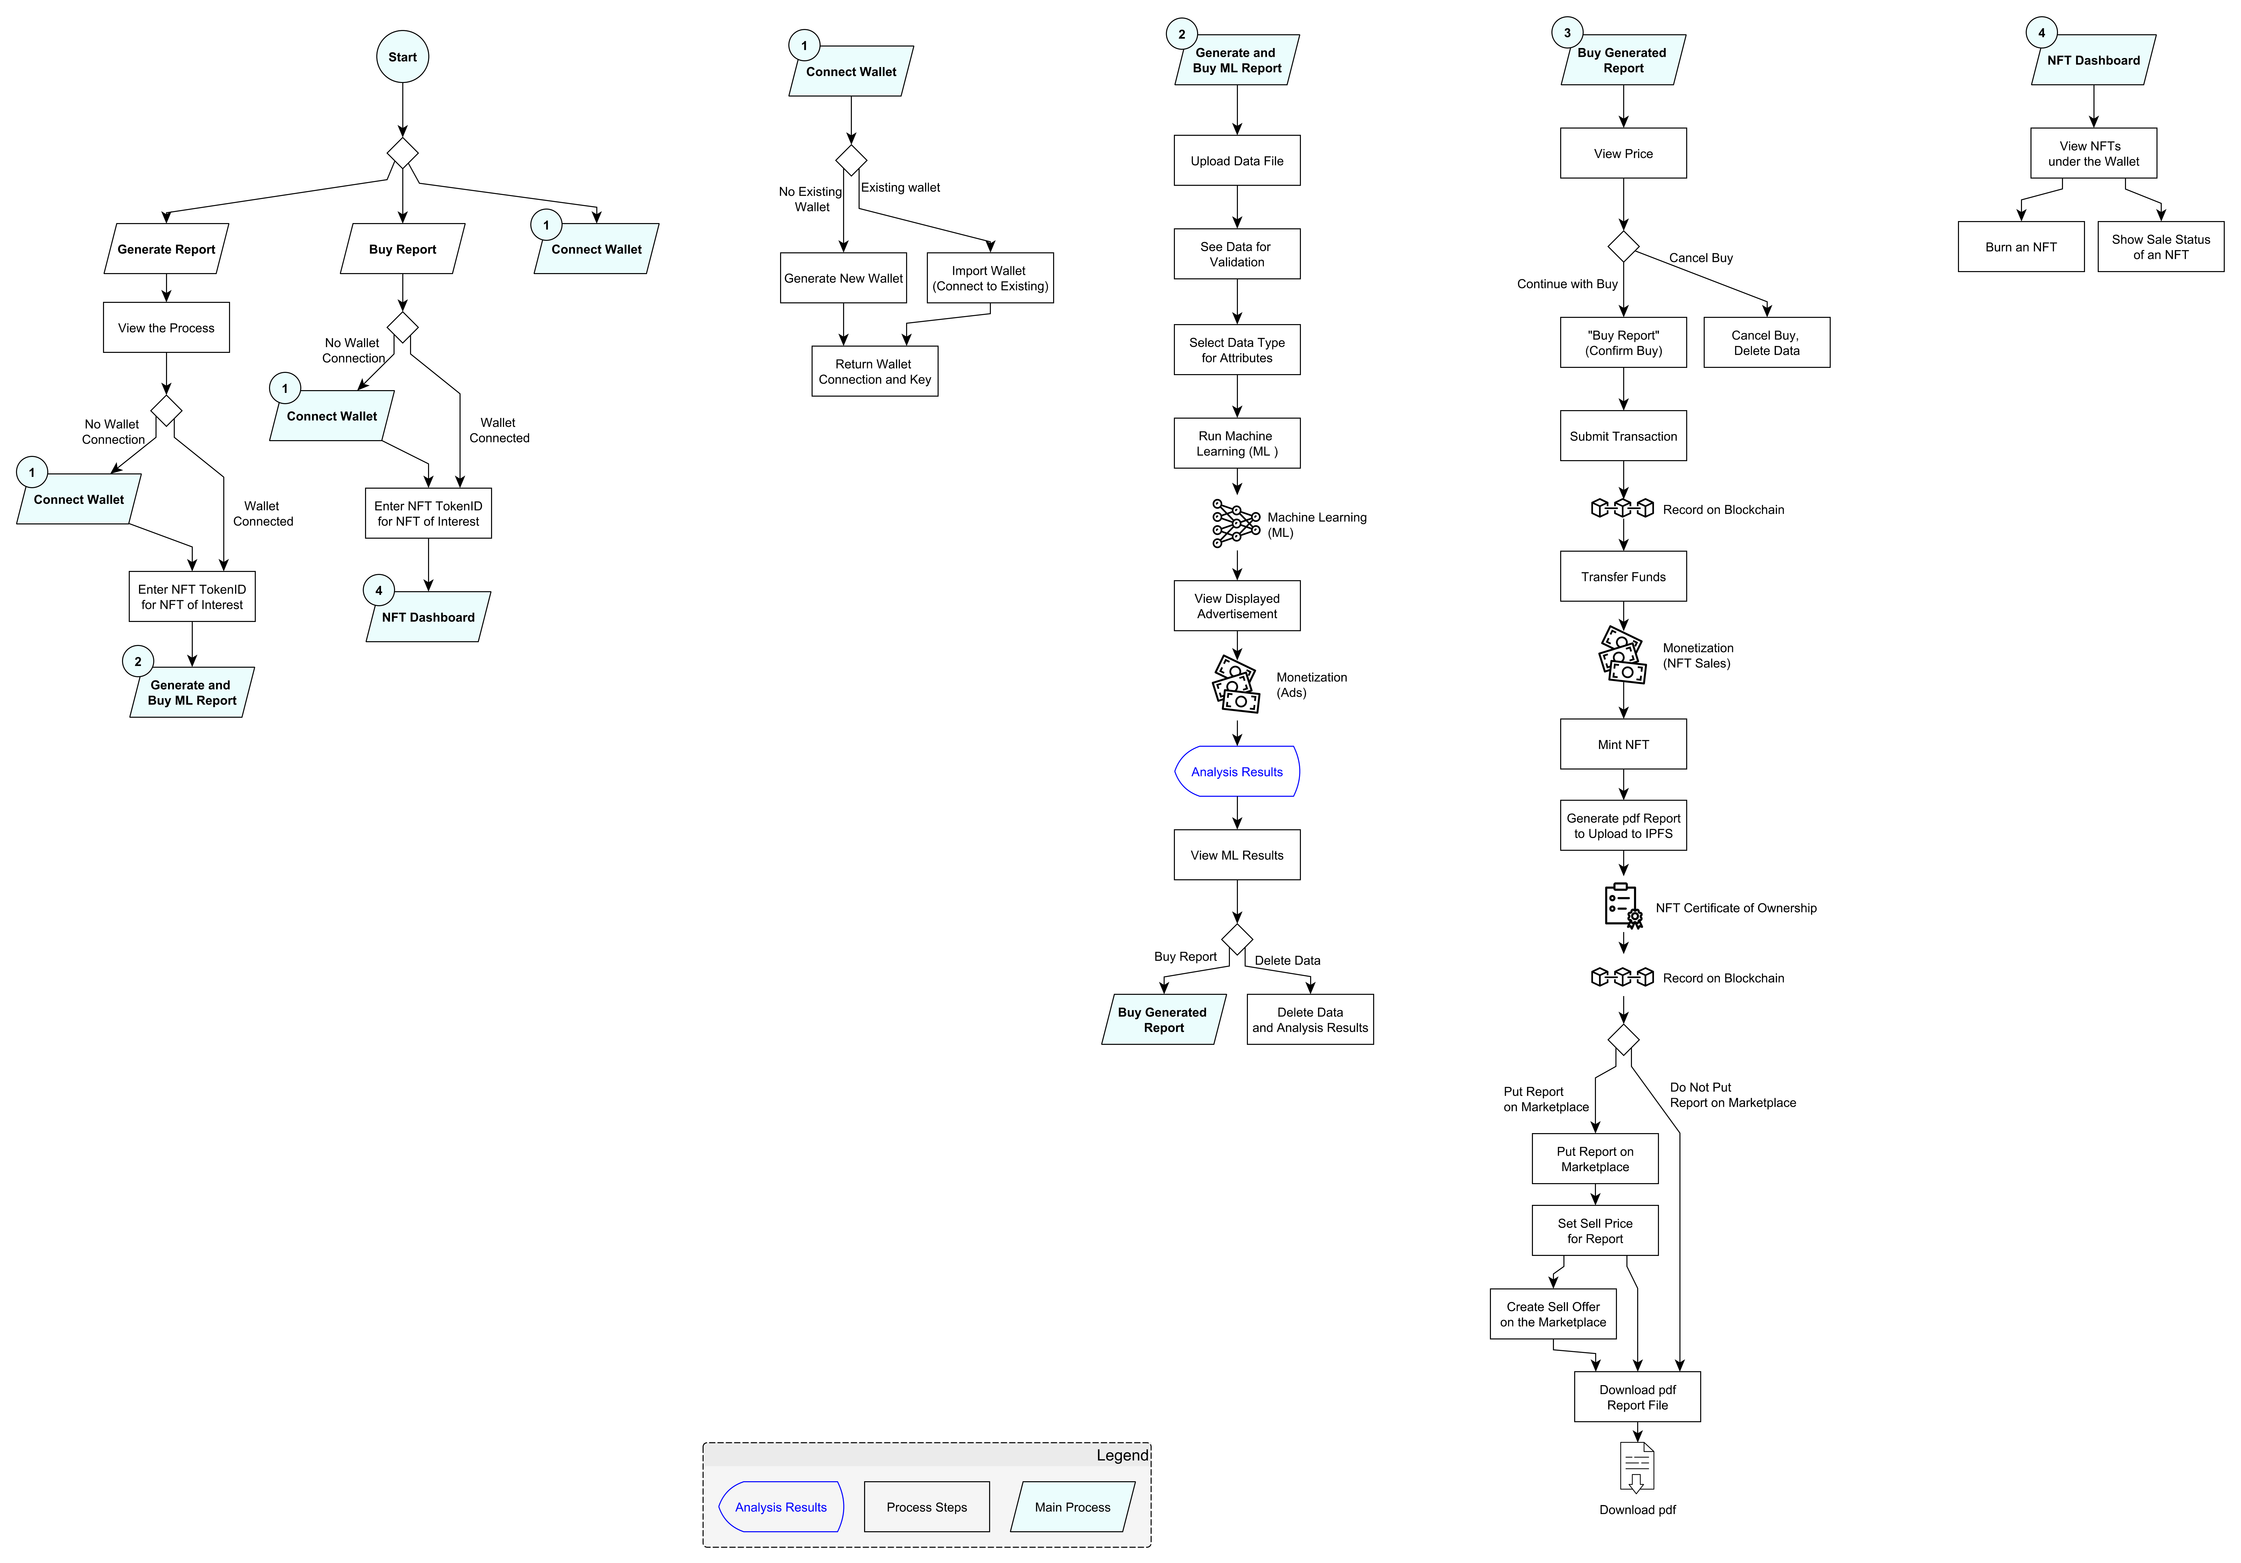 Start
Generate Report
View the Process
No Wallet
Connection
1
Connect Wallet
Wallet
Connected
Enter NFT TokenID
for NFT of Interest
2
Generate and
Buy ML Report
Buy Report
No Wallet
Connection
1
Connect Wallet
Wallet
Connected
Enter NFT TokenID
for NFT of Interest
4
NFT Dashboard
1
Connect Wallet
1
Connect Wallet
No Existing
Wallet
Existing wallet
Generate New Wallet
Import Wallet
(Connect to Existing)
Return Wallet
Connection and Key
2
Generate and
Buy ML Report
Upload Data File
See Data for
Validation
Select Data Type
for Attributes
Run Machine
Learning (ML )
Machine Learning
(ML)
View Displayed
Advertisement
Monetization
(Ads)
Analysis Results
View ML Results
Buy Report
Delete Data
Buy Generated
Report
Delete Data
and Analysis Results
3
Buy Generated
Report
View Price
Cancel Buy
Continue with Buy
"Buy Report"
(Confirm Buy)
Cancel Buy,
Delete Data
Submit Transaction
Record on Blockchain
Transfer Funds
Monetization
(NFT Sales)
Mint NFT
Generate pdf Report
to Upload to IPFS
NFT Certificate of Ownership
Record on Blockchain
Put Report
on Marketplace
Do Not Put
Report on Marketplace
Put Report on
Marketplace
Set Sell Price
for Report
Create Sell Offer
on the Marketplace
Download pdf
Report File
Download pdf
4
NFT Dashboard
View NFTs
under the Wallet
Burn an NFT
Show Sale Status
of an NFT
Legend
Analysis Results
Process Steps
Main Process